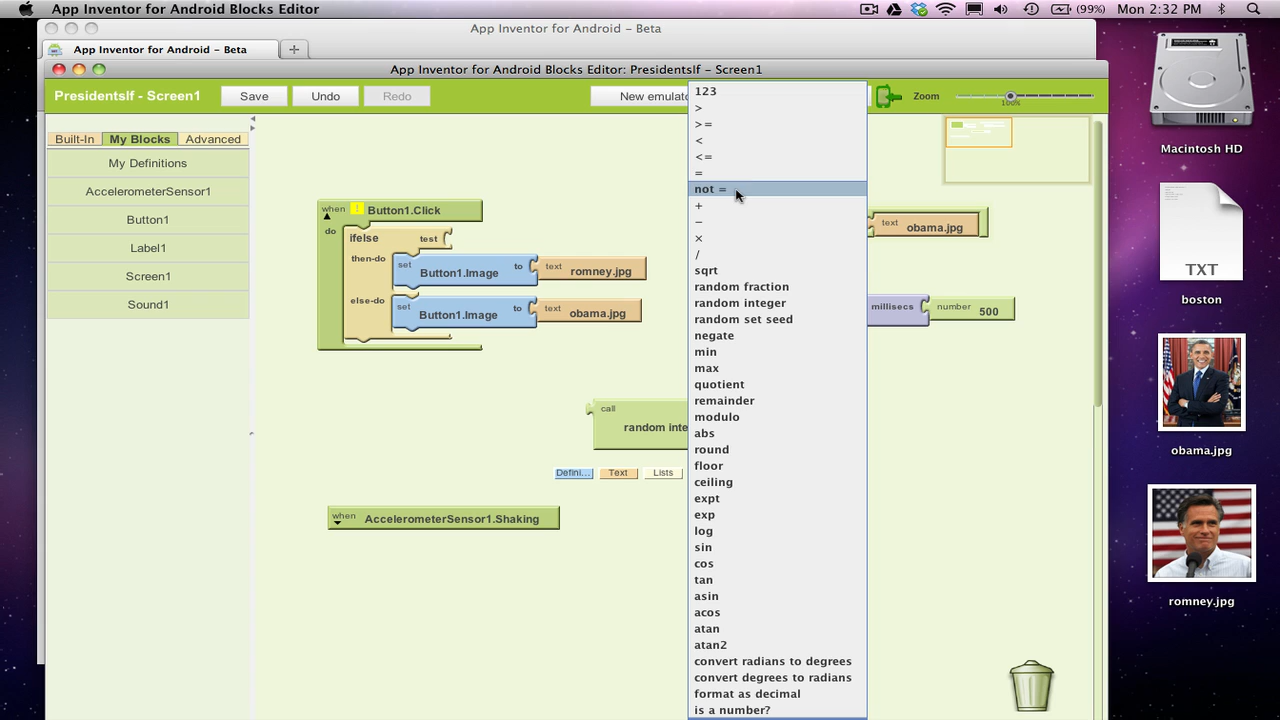 App Inventor for Android Blocks Editor
(99%) Mon 2:32 PM
App Inventor for Android – Beta
App Inventor for Android – Beta
App Inventor for Android Blocks Editor: PresidentsIf – Screen1
PresidentsIf - Screen1
Save
Undo
Redo
New emulato
Zoom
100%
Built-In
My Blocks
Advanced
My Definitions
AccelerometerSensor1
Button1
Label1
Screen1
Sound1
when ! Button1.Click
do
ifelse test
then-do
set Button1.Image to text romney.jpg
else-do
set Button1.Image to text obama.jpg
call random inte
Defini... Text Lists
when AccelerometerSensor1.Shaking
123
>
>=
<
<=
=
not =
+
−
×
/
sqrt
random fraction
random integer
random set seed
negate
min
max
quotient
remainder
modulo
abs
round
floor
ceiling
expt
exp
log
sin
cos
tan
asin
acos
atan
atan2
convert radians to degrees
convert degrees to radians
format as decimal
is a number?
text obama.jpg
millisecs number 500
Macintosh HD
TXT
boston
obama.jpg
romney.jpg